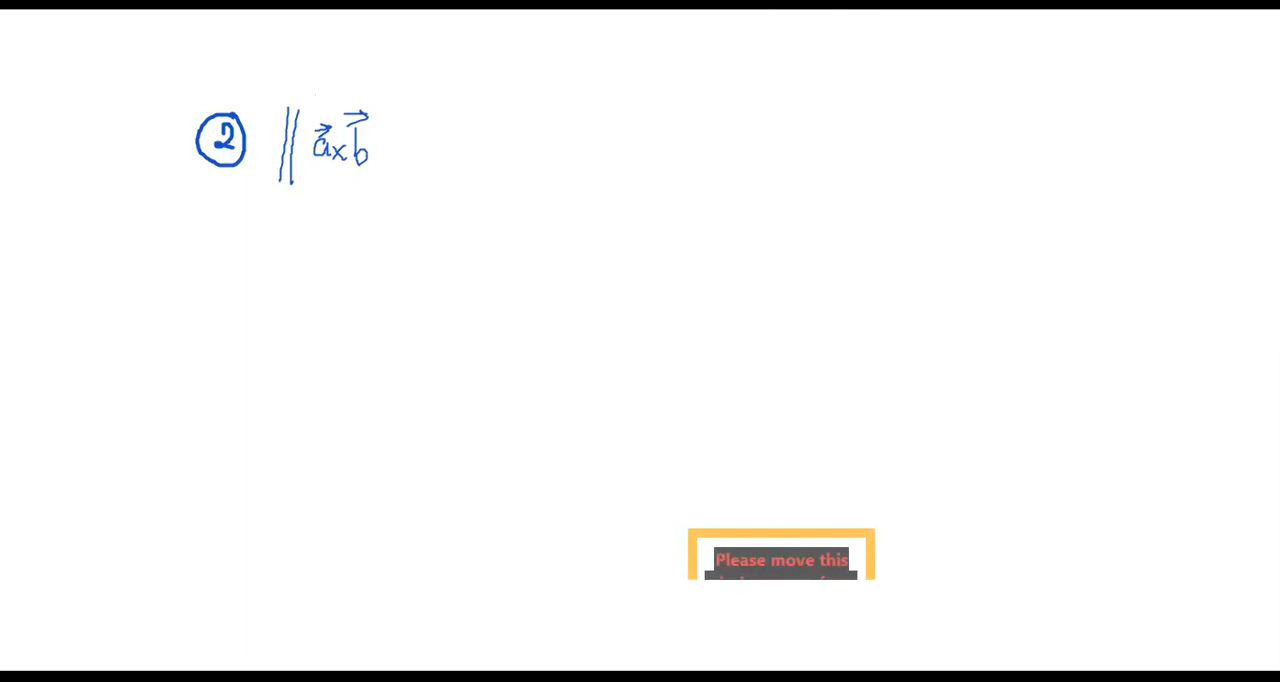 ② || a⃗ × b⃗
Please move this